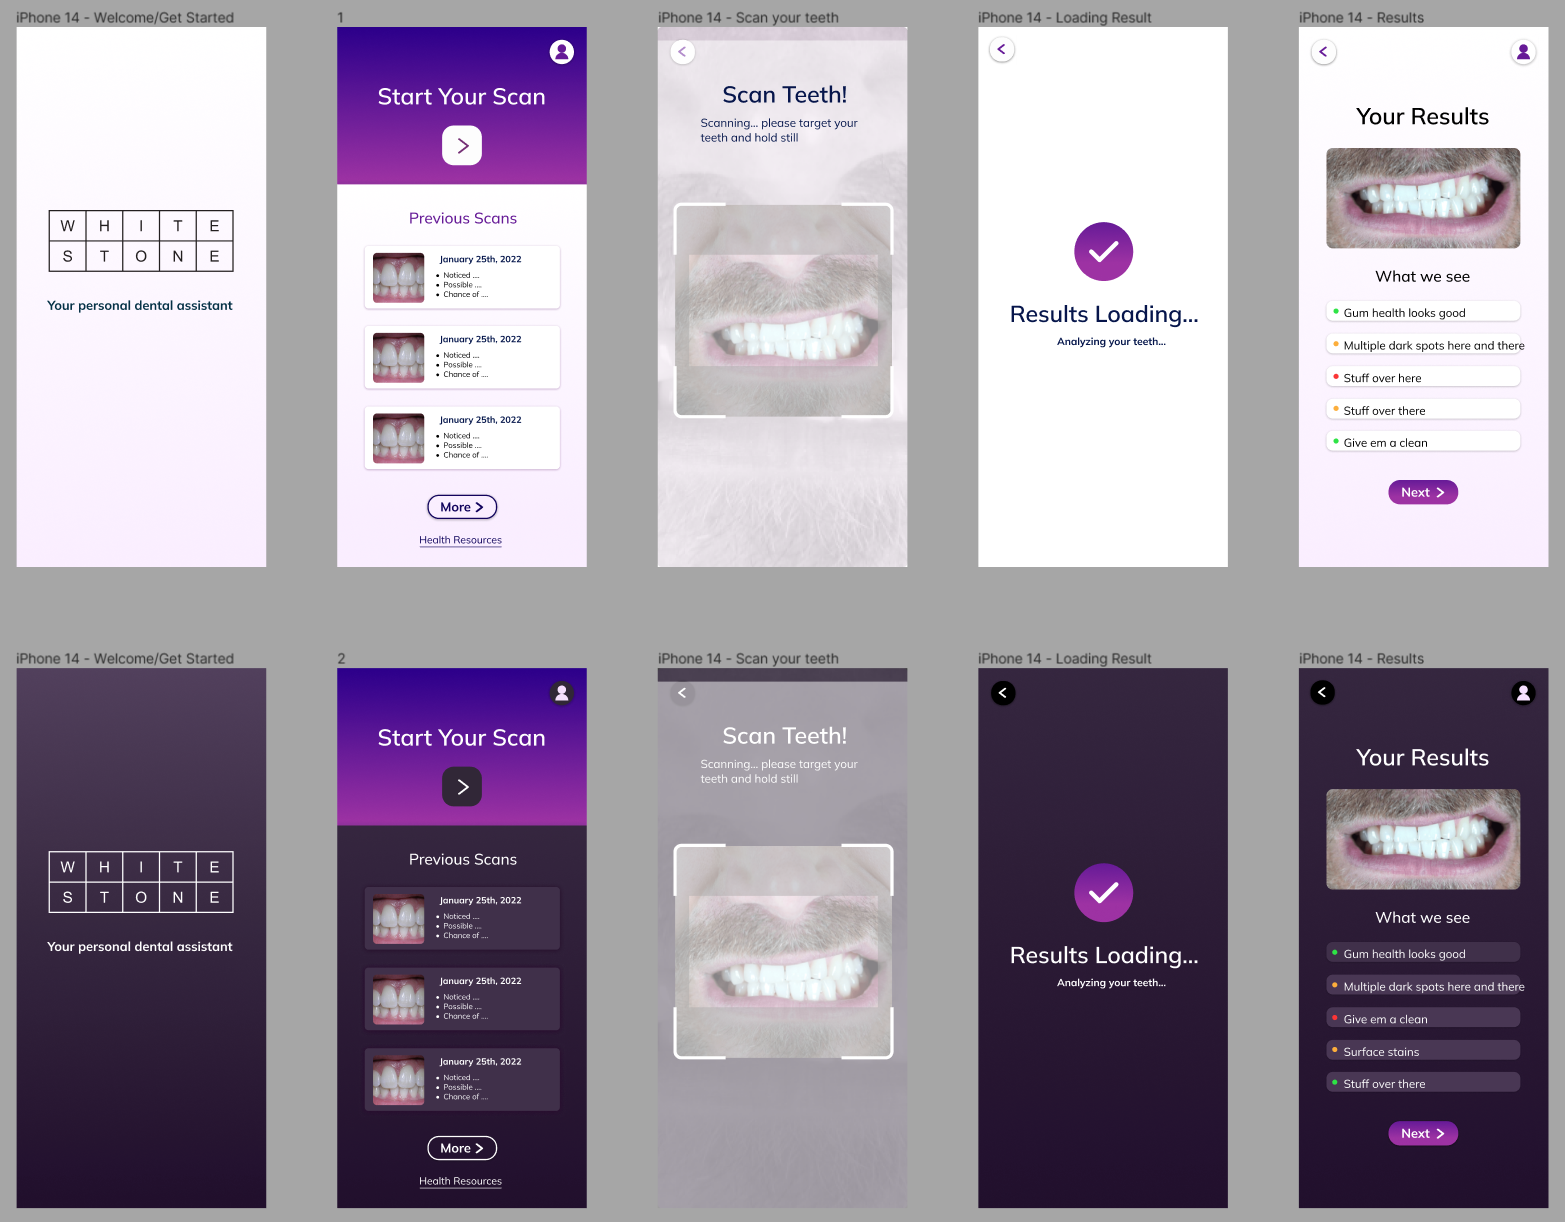 iPhone 14 - Welcome/Get Started
W H I T E
S T O N E
Your personal dental assistant
1
Start Your Scan
Previous Scans
January 25th, 2022
• Noticed ....
• Possible ....
• Chance of ....
January 25th, 2022
• Noticed ....
• Possible ....
• Chance of ....
January 25th, 2022
• Noticed ....
• Possible ....
• Chance of ....
More >
Health Resources
iPhone 14 - Scan your teeth
Scan Teeth!
Scanning... please target your
teeth and hold still
iPhone 14 - Loading Result
Results Loading...
Analyzing your teeth...
iPhone 14 - Results
Your Results
What we see
Gum health looks good
Multiple dark spots here and there
Stuff over here
Stuff over there
Give em a clean
Next >
iPhone 14 - Welcome/Get Started
W H I T E
S T O N E
Your personal dental assistant
2
Start Your Scan
Previous Scans
January 25th, 2022
• Noticed ....
• Possible ....
• Chance of ....
January 25th, 2022
• Noticed ....
• Possible ....
• Chance of ....
January 25th, 2022
• Noticed ....
• Possible ....
• Chance of ....
More >
Health Resources
iPhone 14 - Scan your teeth
Scan Teeth!
Scanning... please target your
teeth and hold still
iPhone 14 - Loading Result
Results Loading...
Analyzing your teeth...
iPhone 14 - Results
Your Results
What we see
Gum health looks good
Multiple dark spots here and there
Give em a clean
Surface stains
Stuff over there
Next >